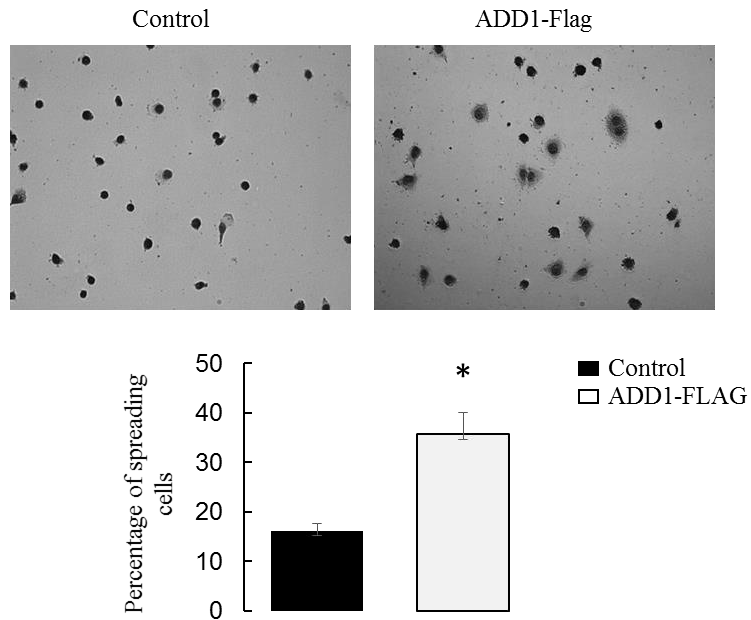 Control
ADD1-Flag
50
40
30
20
10
0
Percentage of spreading
cells
*
Control
ADD1-FLAG